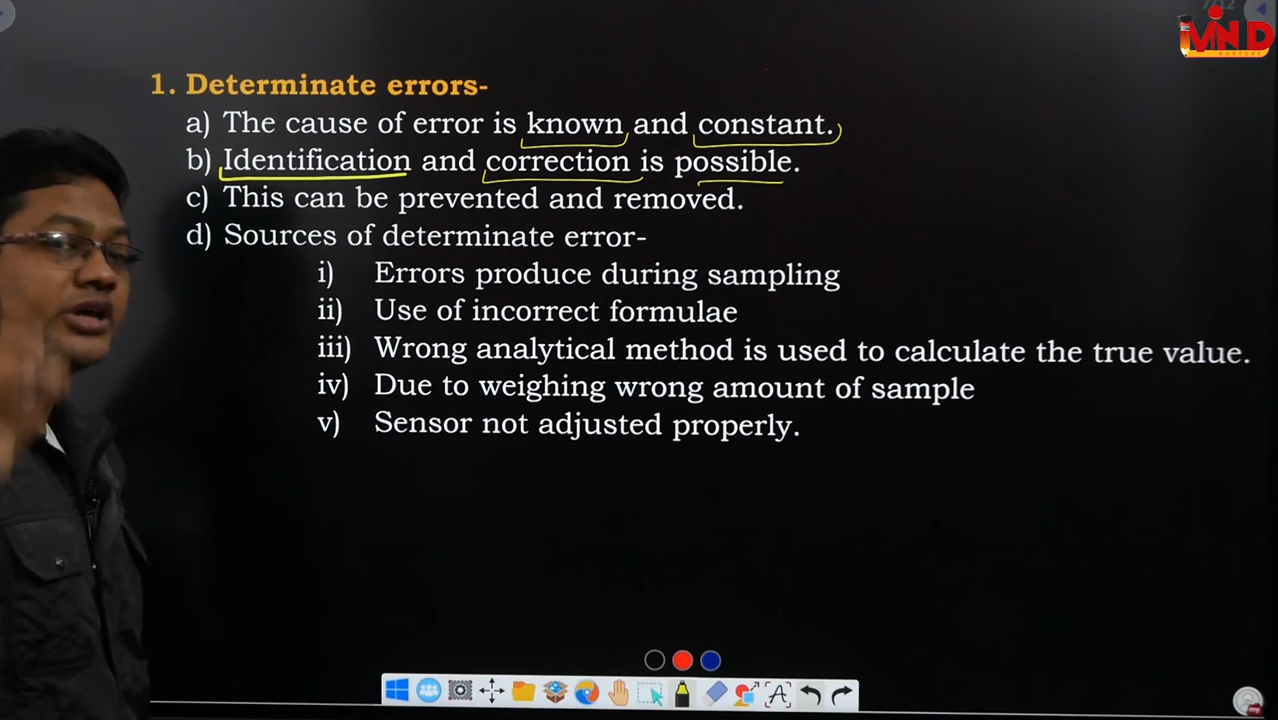 MIND
NURTURE
1. Determinate errors-
a) The cause of error is known and constant.
b) Identification and correction is possible.
c) This can be prevented and removed.
d) Sources of determinate error-
i) Errors produce during sampling
ii) Use of incorrect formulae
iii) Wrong analytical method is used to calculate the true value.
iv) Due to weighing wrong amount of sample
v) Sensor not adjusted properly.
A